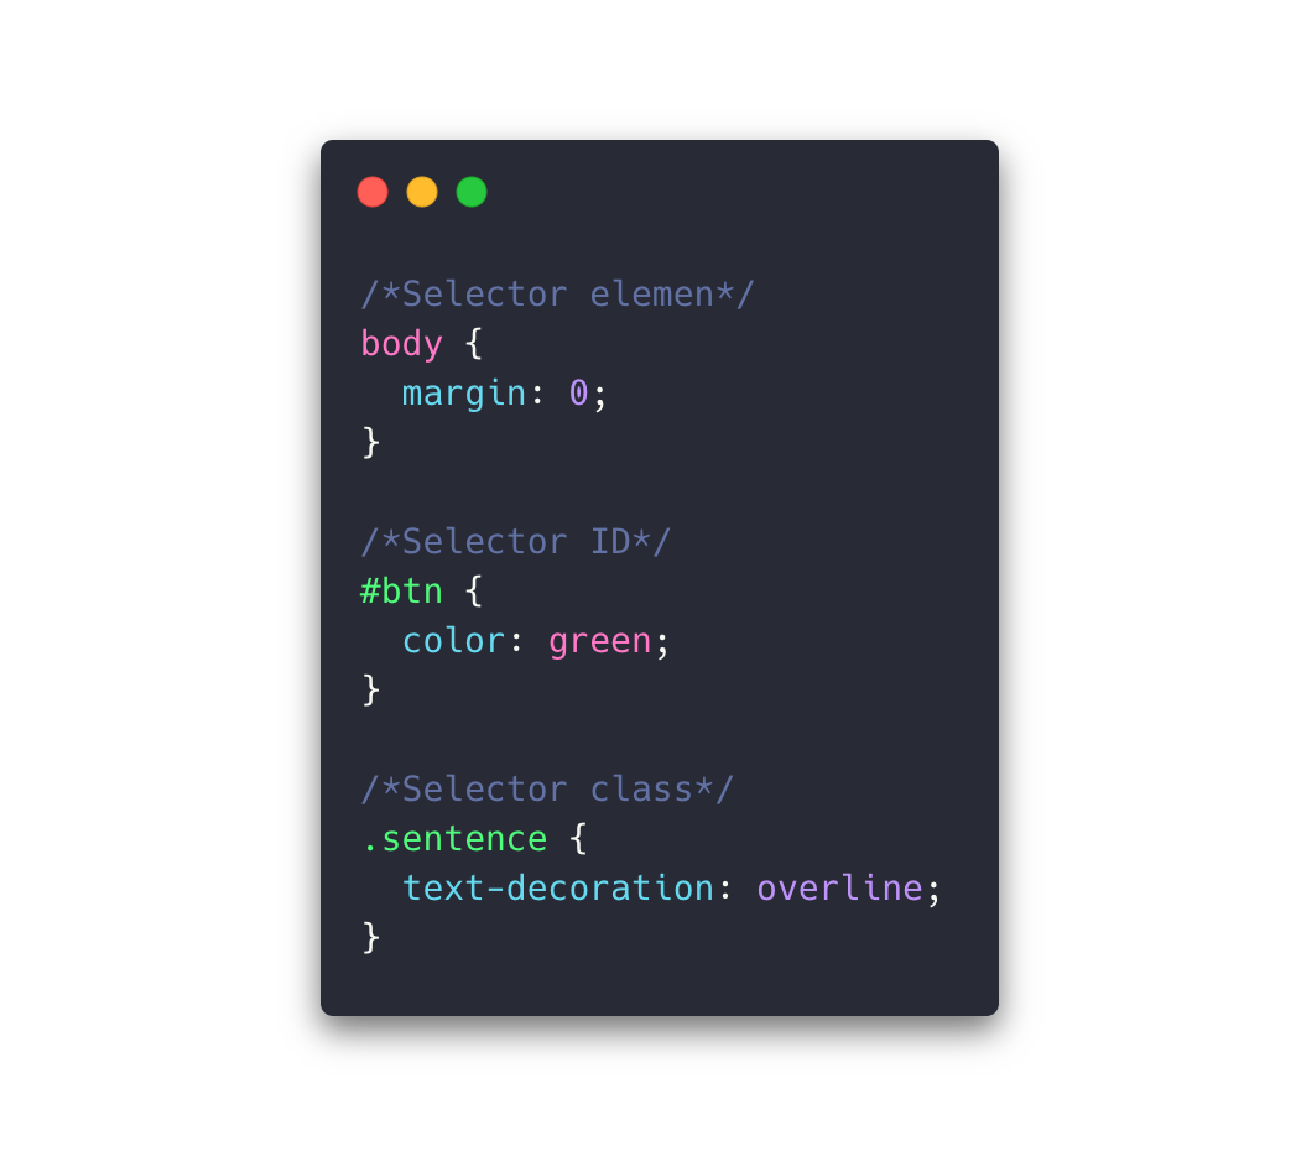 /*Selector elemen*/
body {
  margin: 0;
}

/*Selector ID*/
#btn {
  color: green;
}

/*Selector class*/
.sentence {
  text-decoration: overline;
}